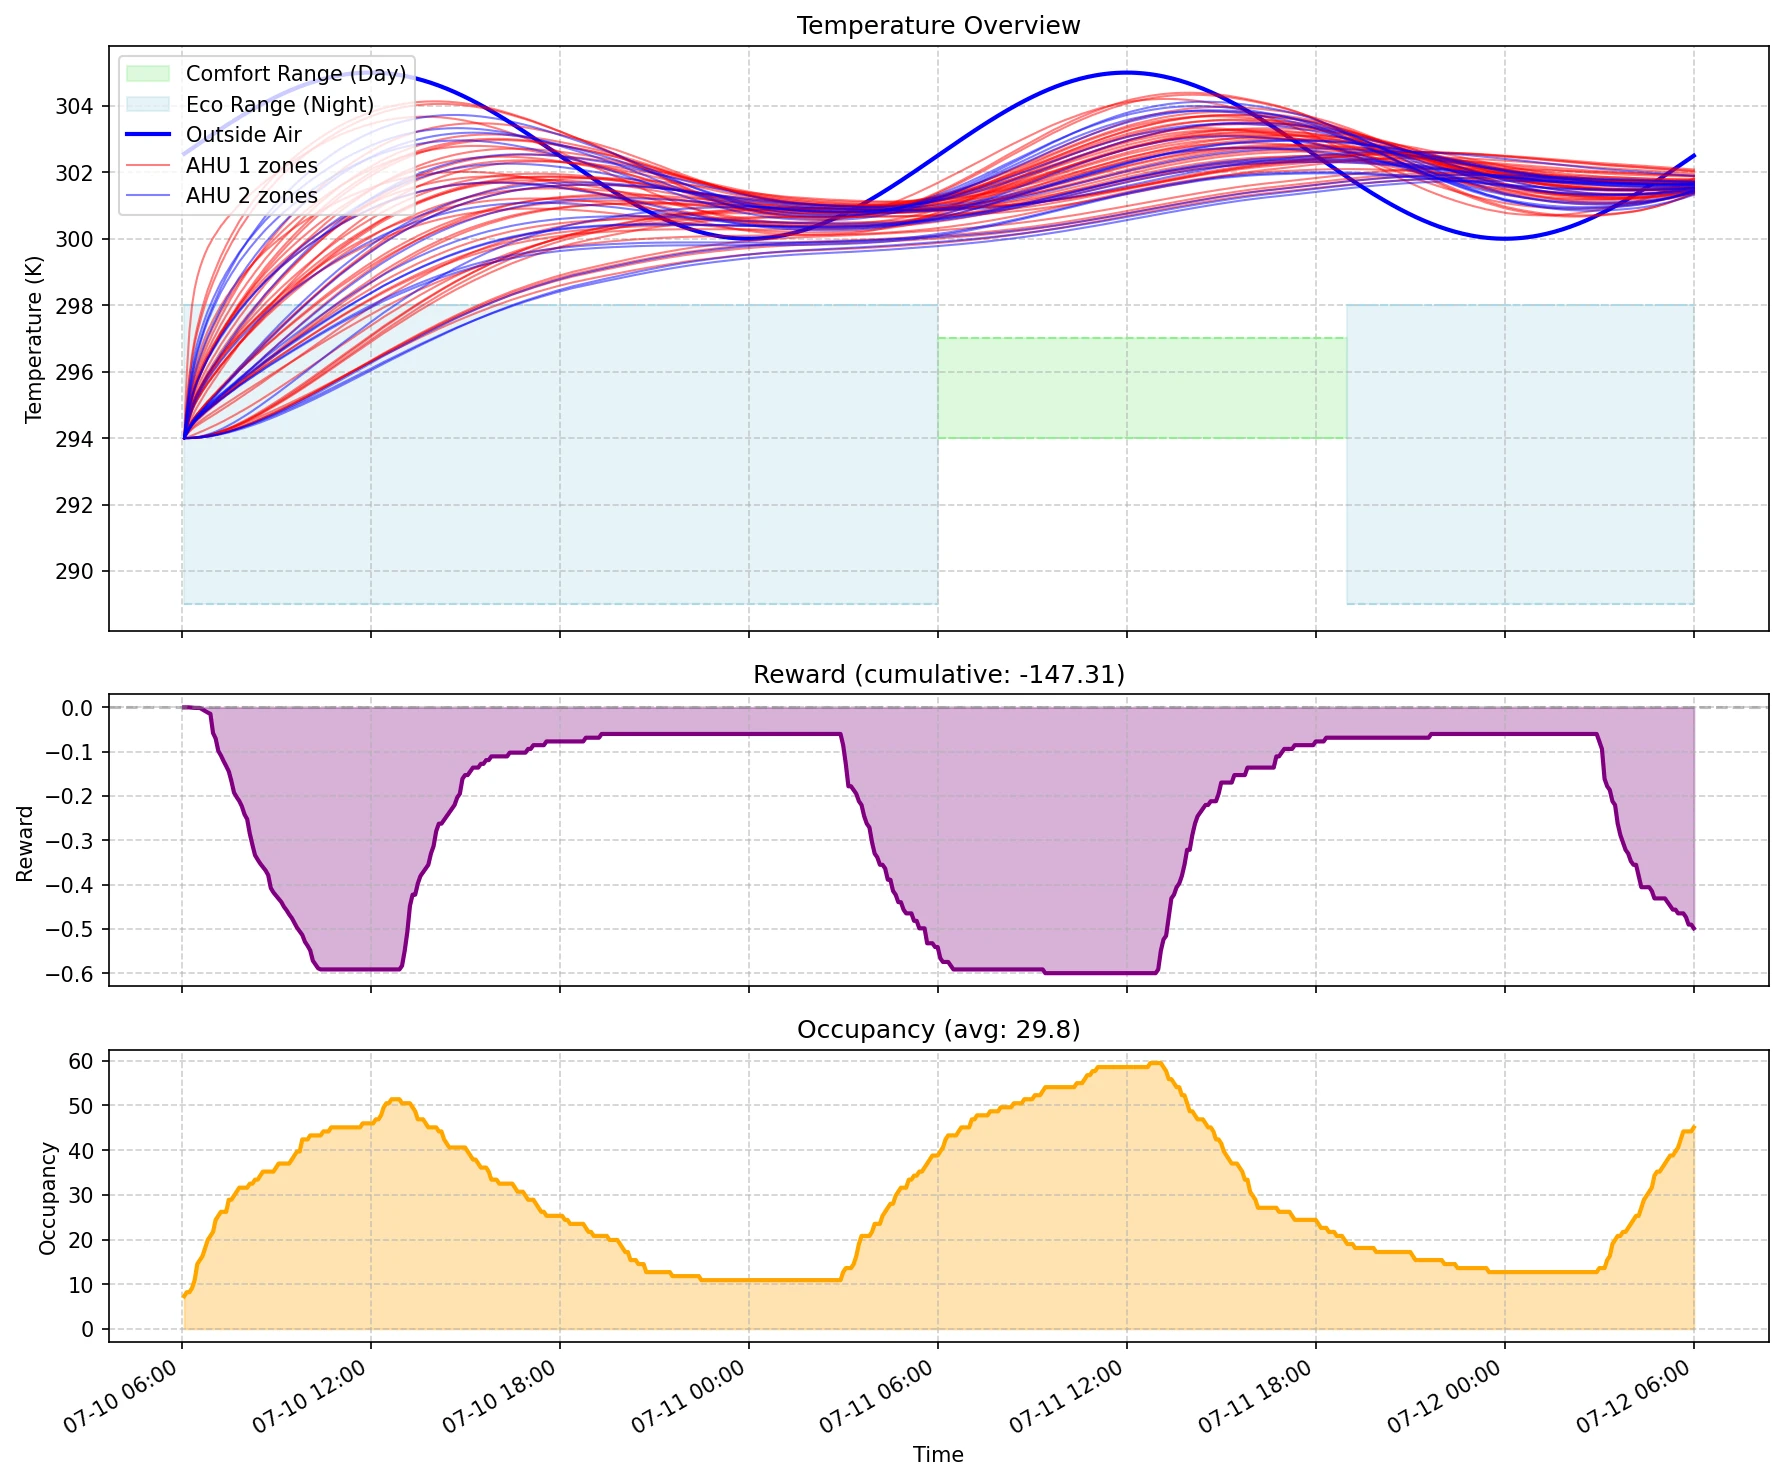 Temperature Overview
Comfort Range (Day)
Eco Range (Night)
Outside Air
AHU 1 zones
AHU 2 zones
Temperature (K)
304
302
300
298
296
294
292
290
Reward (cumulative: -147.31)
Reward
0.0
−0.1
−0.2
−0.3
−0.4
−0.5
−0.6
Occupancy (avg: 29.8)
Occupancy
60
50
40
30
20
10
0
07-10 06:00
07-10 12:00
07-10 18:00
07-11 00:00
07-11 06:00
07-11 12:00
07-11 18:00
07-12 00:00
07-12 06:00
Time